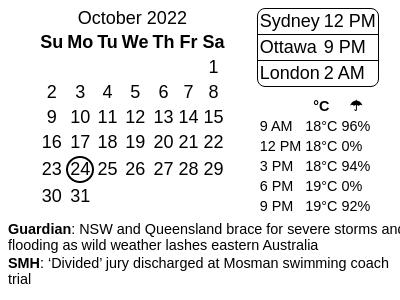 October 2022
Su Mo Tu We Th Fr Sa
1
2 3 4 5 6 7 8
9 10 11 12 13 14 15
16 17 18 19 20 21 22
23 24 25 26 27 28 29
30 31
Sydney 12 PM
Ottawa 9 PM
London 2 AM
°C ☂
9 AM 18°C 96%
12 PM 18°C 0%
3 PM 18°C 94%
6 PM 19°C 0%
9 PM 19°C 92%
Guardian: NSW and Queensland brace for severe storms and
flooding as wild weather lashes eastern Australia
SMH: ‘Divided’ jury discharged at Mosman swimming coach
trial